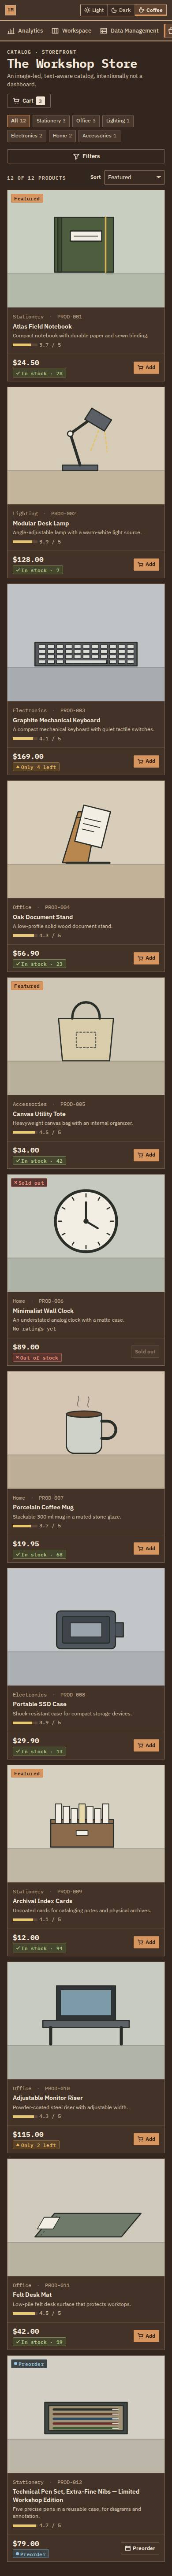 TM Light Dark Coffee
Analytics Workspace Data Management
CATALOG · STOREFRONT
The Workshop Store
An image-led, text-aware catalog, intentionally not a
dashboard.
Cart 3
All 12 Stationery 3 Office 3 Lighting 1
Electronics 2 Home 2 Accessories 1
Filters
12 OF 12 PRODUCTS Sort Featured
Featured
Stationery · PROD-001
Atlas Field Notebook
Compact notebook with durable paper and sewn binding.
3.7 / 5
$24.50
In stock · 28 Add
Lighting · PROD-002
Modular Desk Lamp
Angle-adjustable lamp with a warm-white light source.
3.9 / 5
$128.00
In stock · 7 Add
Electronics · PROD-003
Graphite Mechanical Keyboard
A compact mechanical keyboard with quiet tactile switches.
4.1 / 5
$169.00
Only 4 left Add
Office · PROD-004
Oak Document Stand
A low-profile solid wood document stand.
4.3 / 5
$56.90
In stock · 23 Add
Featured
Accessories · PROD-005
Canvas Utility Tote
Heavyweight canvas bag with an internal organizer.
4.5 / 5
$34.00
In stock · 42 Add
Sold out
Home · PROD-006
Minimalist Wall Clock
An understated analog clock with a matte case.
No ratings yet
$89.00
Out of stock Sold out
Home · PROD-007
Porcelain Coffee Mug
Stackable 300 ml mug in a muted stone glaze.
3.7 / 5
$19.95
In stock · 60 Add
Electronics · PROD-008
Portable SSD Case
Shock-resistant case for compact storage devices.
3.9 / 5
$29.90
In stock · 13 Add
Featured
Stationery · PROD-009
Archival Index Cards
Uncoated cards for cataloging notes and physical archives.
4.1 / 5
$12.00
In stock · 94 Add
Office · PROD-010
Adjustable Monitor Riser
Powder-coated steel riser with adjustable width.
4.3 / 5
$115.00
Only 2 left Add
Office · PROD-011
Felt Desk Mat
Low-pile felt desk surface that protects worktops.
4.5 / 5
$42.00
In stock · 19 Add
Preorder
Stationery · PROD-012
Technical Pen Set, Extra-Fine Nibs — Limited
Workshop Edition
Five precise pens in a reusable case, for diagrams and
annotation.
4.7 / 5
$79.00
Preorder Preorder